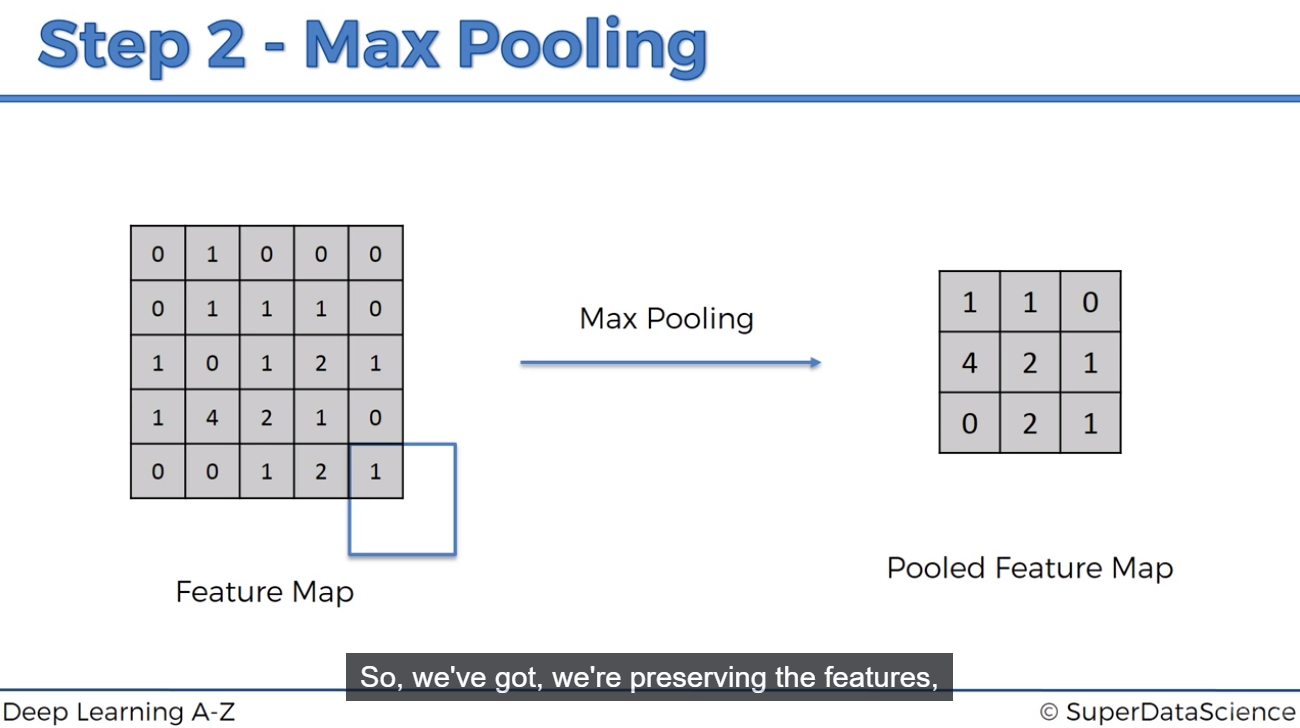 Step 2 - Max Pooling
0 1 0 0 0
0 1 1 1 0
1 0 1 2 1
1 4 2 1 0
0 0 1 2 1
Feature Map
Max Pooling
1 1 0
4 2 1
0 2 1
Pooled Feature Map
So, we've got, we're preserving the features,
Deep Learning A-Z
© SuperDataScience